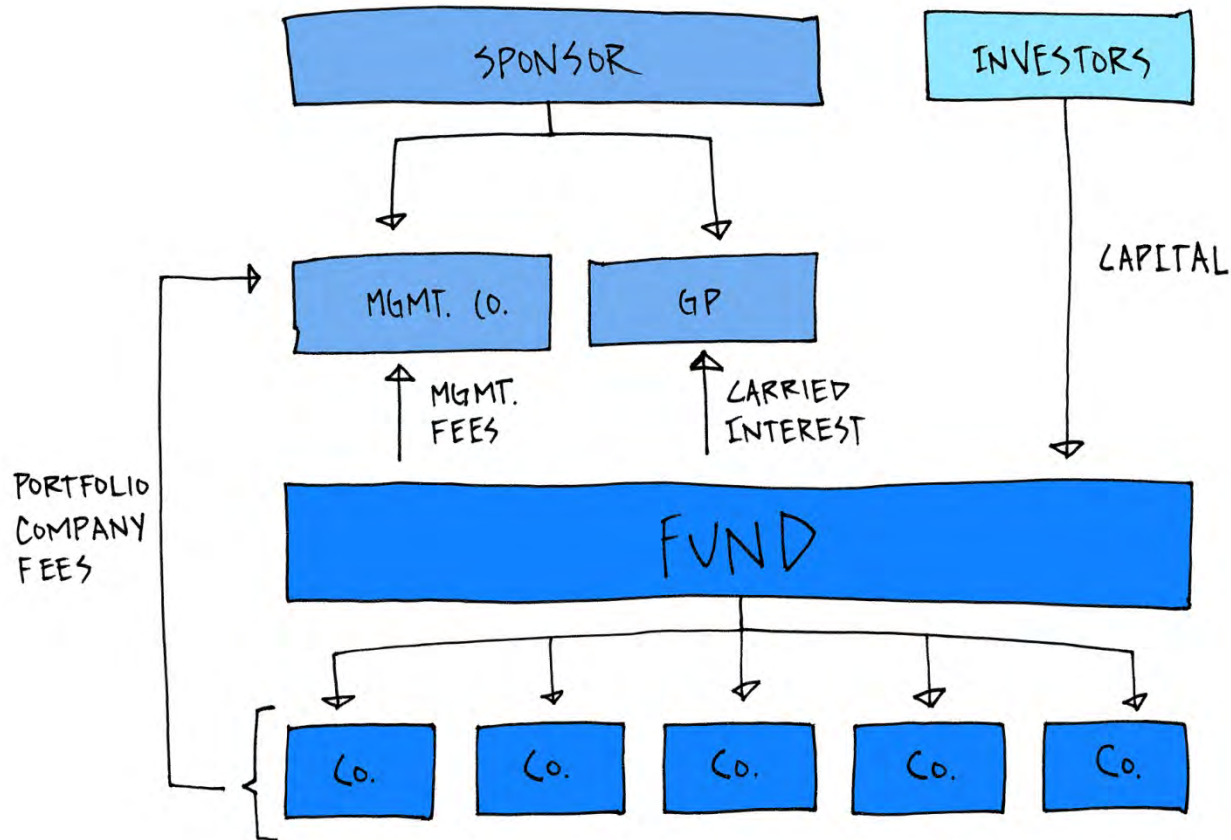 SPONSOR
INVESTORS
CAPITAL
MGMT. CO.
GP
MGMT.
FEES
CARRIED
INTEREST
PORTFOLIO
COMPANY
FEES
FUND
Co.
Co.
Co.
Co.
Co.